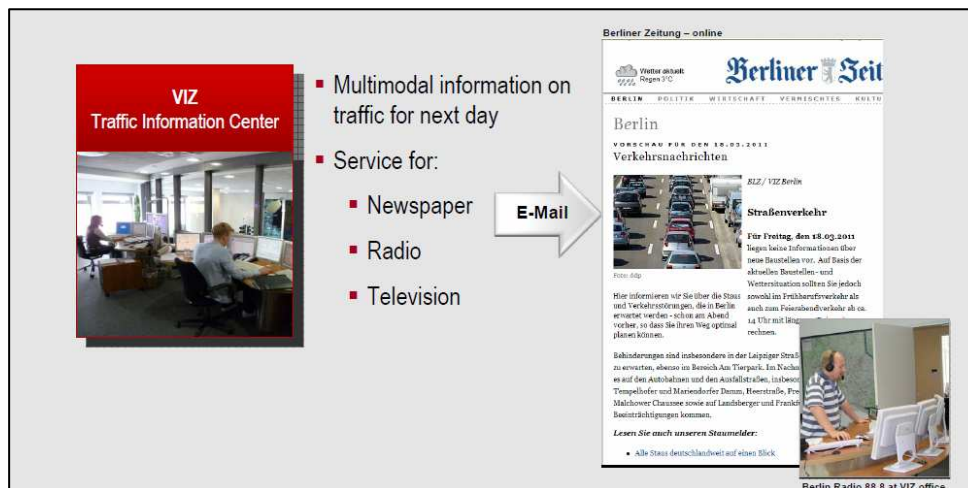 VIZ
Traffic Information Center
▪ Multimodal information on
traffic for next day
▪ Service for:
▪ Newspaper
▪ Radio
▪ Television
E-Mail
Berliner Zeitung – online
Wetter aktuell
Regen 3°C
Berliner Zeit
BERLIN POLITIK WIRTSCHAFT VERMISCHTES KULTU
Berlin
VORSCHAU FÜR DEN 18.03.2011
Verkehrsnachrichten
BLZ / VIZ Berlin
Straßenverkehr
Für Freitag, den 18.03.2011
liegen keine Informationen über
neue Baustellen vor. Auf Basis der
aktuellen Baustellen- und
Wettersituation sollten Sie jedoch
sowohl im Frühberufsverkehr als
auch zum Feierabendverkehr ab ca.
14 Uhr mit
rechnen.
Foto: ddp
Hier informieren wir Sie über die Staus
und Verkehrsstörungen, die in Berlin
erwartet werden - schon am Abend
vorher, so dass Sie ihren Weg optimal
planen können.
Behinderungen sind insbesondere in der Leipziger Straß
zu erwarten, ebenso im Bereich Am Tierpark. Im Nachm
es auf den Autobahnen und den Ausfallstraßen, insbeson
Tempelhofer und Mariendorfer Damm, Heerstraße, Pre
Malchower Chaussee sowie auf Landsberger und Frankf
Beeinträchtigungen kommen.
Lesen Sie auch unseren Staumelder:
▪ Alle Staus deutschlandweit auf einen Blick
Berlin Radio 88,8 at VIZ office